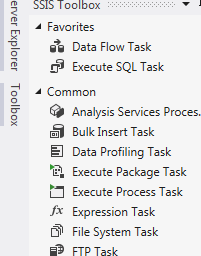 SSIS Toolbox
erver Explorer
Toolbox
Favorites
Data Flow Task
Execute SQL Task
Common
Analysis Services Proces.
Bulk Insert Task
Data Profiling Task
Execute Package Task
Execute Process Task
fx Expression Task
File System Task
FTP Task